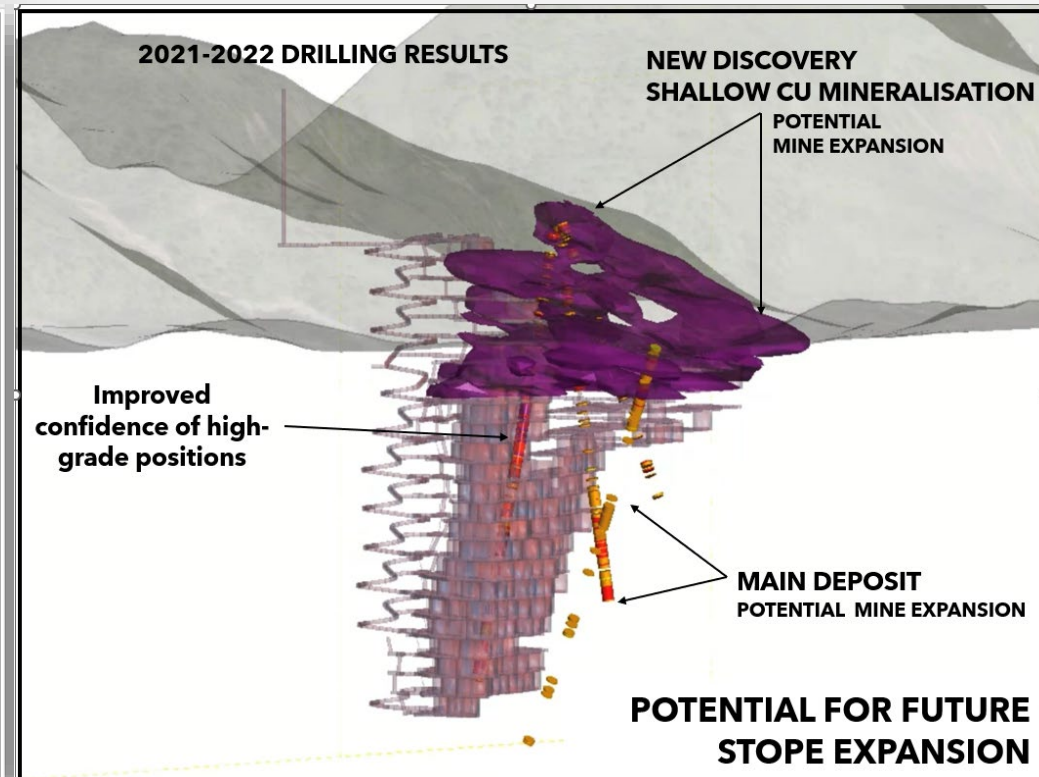 2021-2022 DRILLING RESULTS
NEW DISCOVERY
SHALLOW CU MINERALISATION
POTENTIAL
MINE EXPANSION
Improved
confidence of high-
grade positions
MAIN DEPOSIT
POTENTIAL MINE EXPANSION
POTENTIAL FOR FUTURE
STOPE EXPANSION